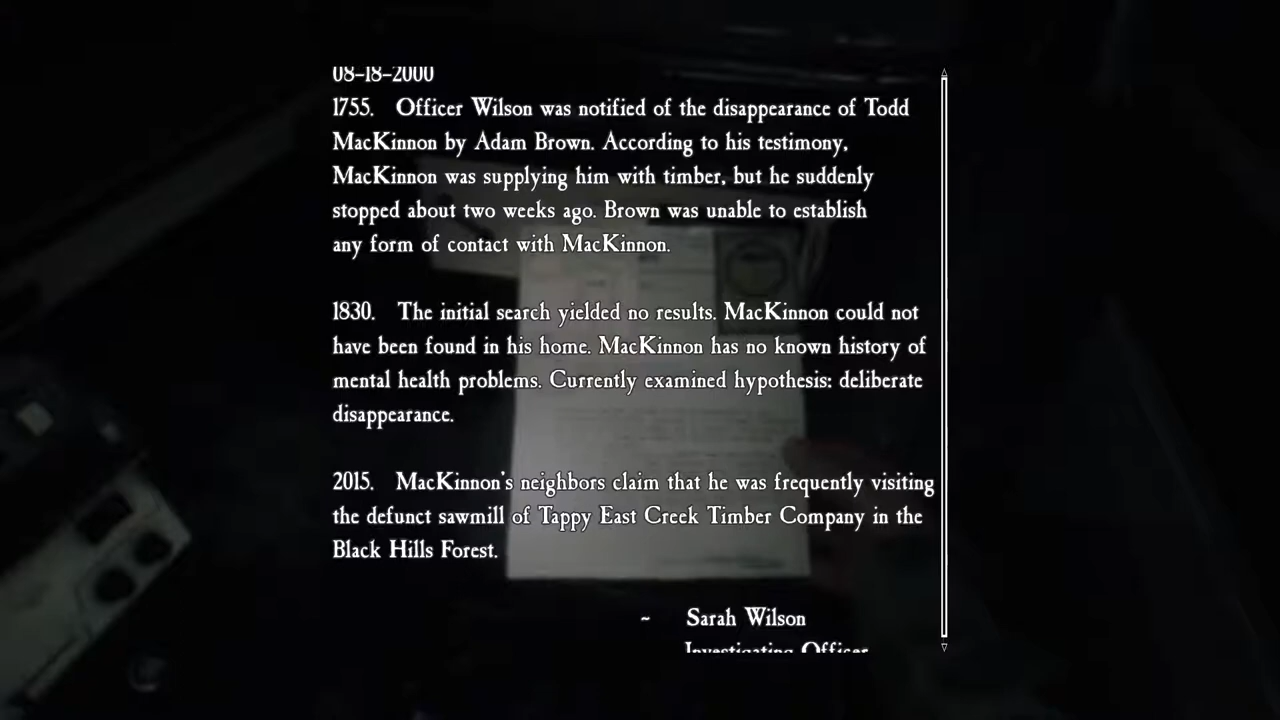 08-18-2000
1755. Officer Wilson was notified of the disappearance of Todd
MacKinnon by Adam Brown. According to his testimony,
MacKinnon was supplying him with timber, but he suddenly
stopped about two weeks ago. Brown was unable to establish
any form of contact with MacKinnon.
1830. The initial search yielded no results. MacKinnon could not
have been found in his home. MacKinnon has no known history of
mental health problems. Currently examined hypothesis: deliberate
disappearance.
2015. MacKinnon's neighbors claim that he was frequently visiting
the defunct sawmill of Tappy East Creek Timber Company in the
Black Hills Forest.
~ Sarah Wilson
Investigating Officer